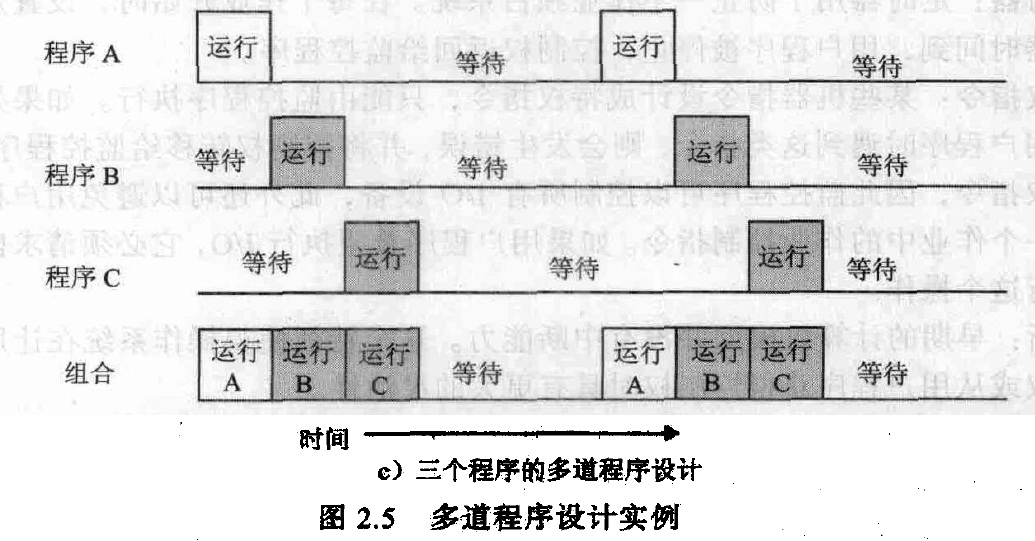 程序 A 运行 等待 运行 等待
程序 B 等待 运行 等待 运行 等待
程序 C 等待 运行 等待 运行 等待
组合 运行 A 运行 B 运行 C 等待 运行 A 运行 B 运行 C 等待
时间
c）三个程序的多道程序设计
图 2.5 多道程序设计实例